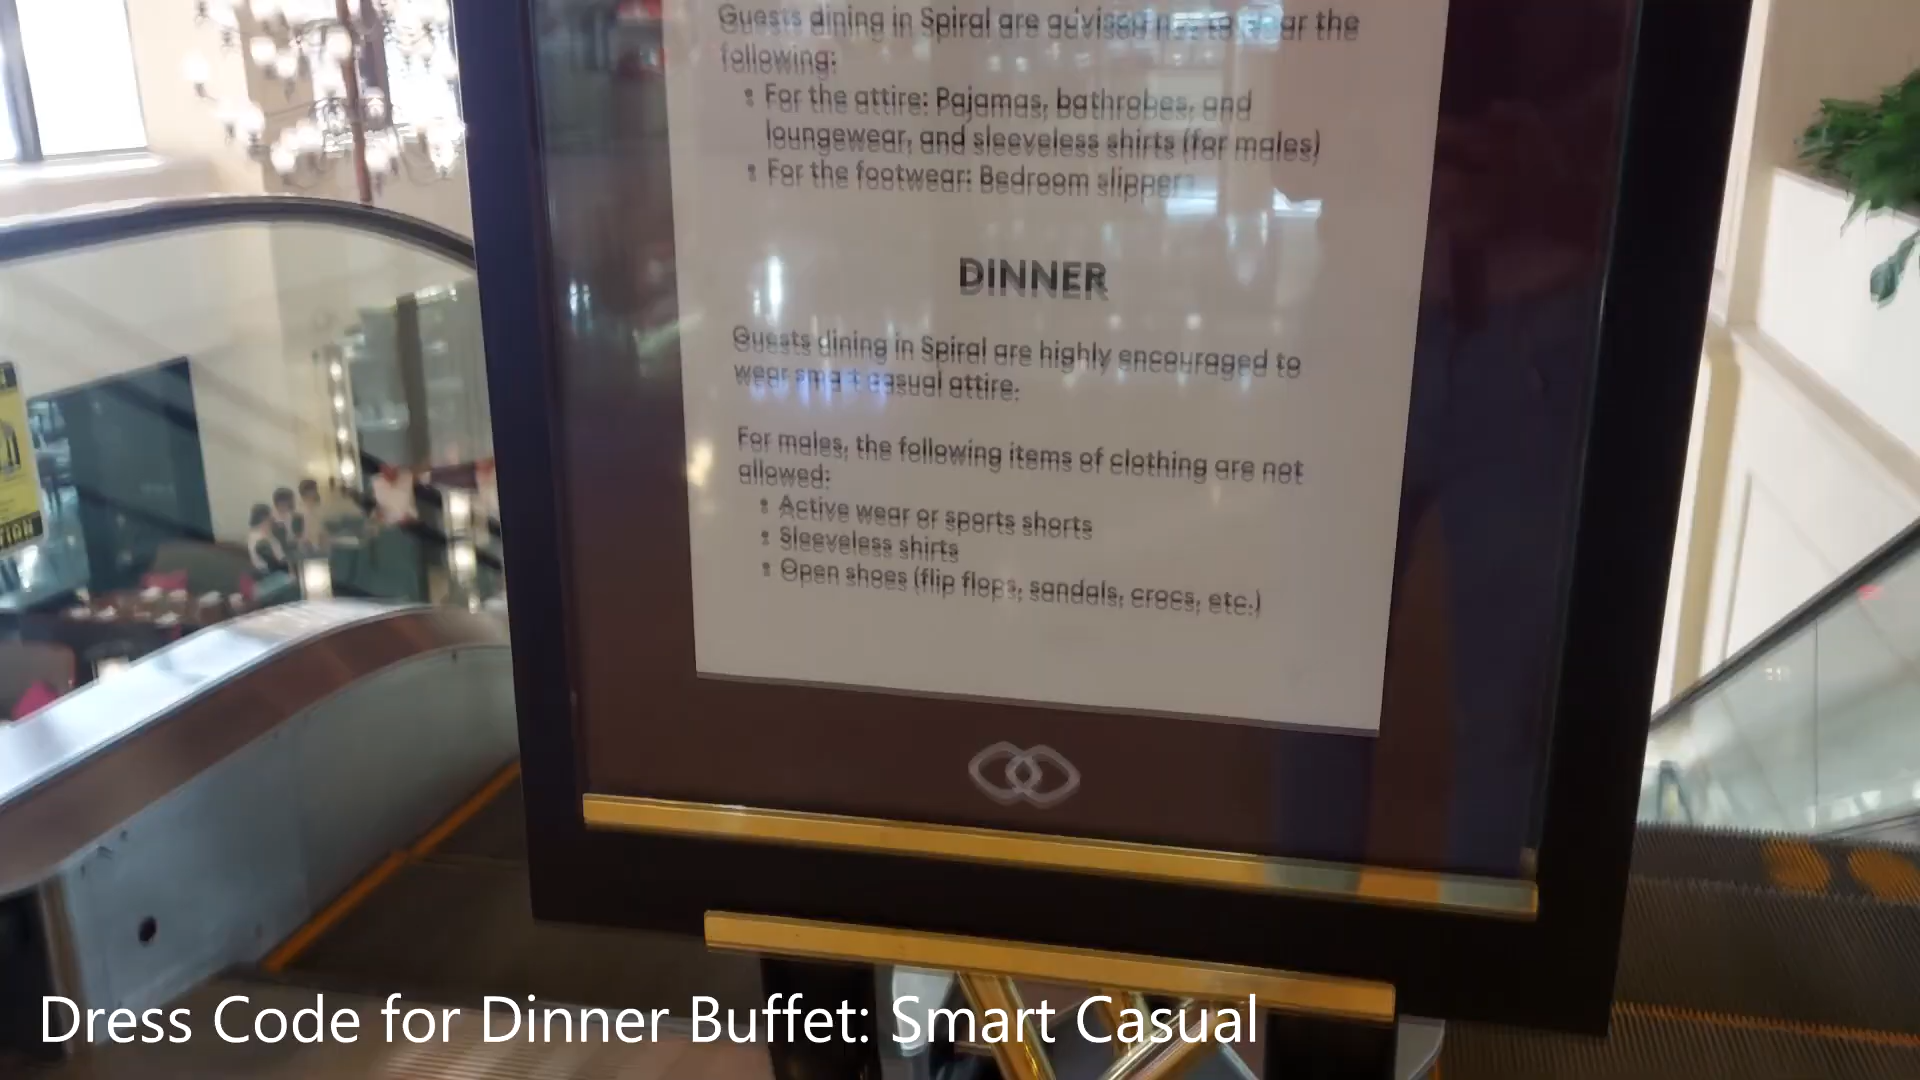 Guests dining in Spiral are advised not to wear the
following:
• For the attire: Pajamas, bathrobes, and
loungewear, and sleeveless shirts (for males)
• For the footwear: Bedroom slippers
DINNER
Guests dining in Spiral are highly encouraged to
wear smart casual attire.
For males, the following items of clothing are not
allowed:
• Active wear or sports shorts
• Sleeveless shirts
• Open shoes (flip flops, sandals, crocs, etc.)
Dress Code for Dinner Buffet: Smart Casual